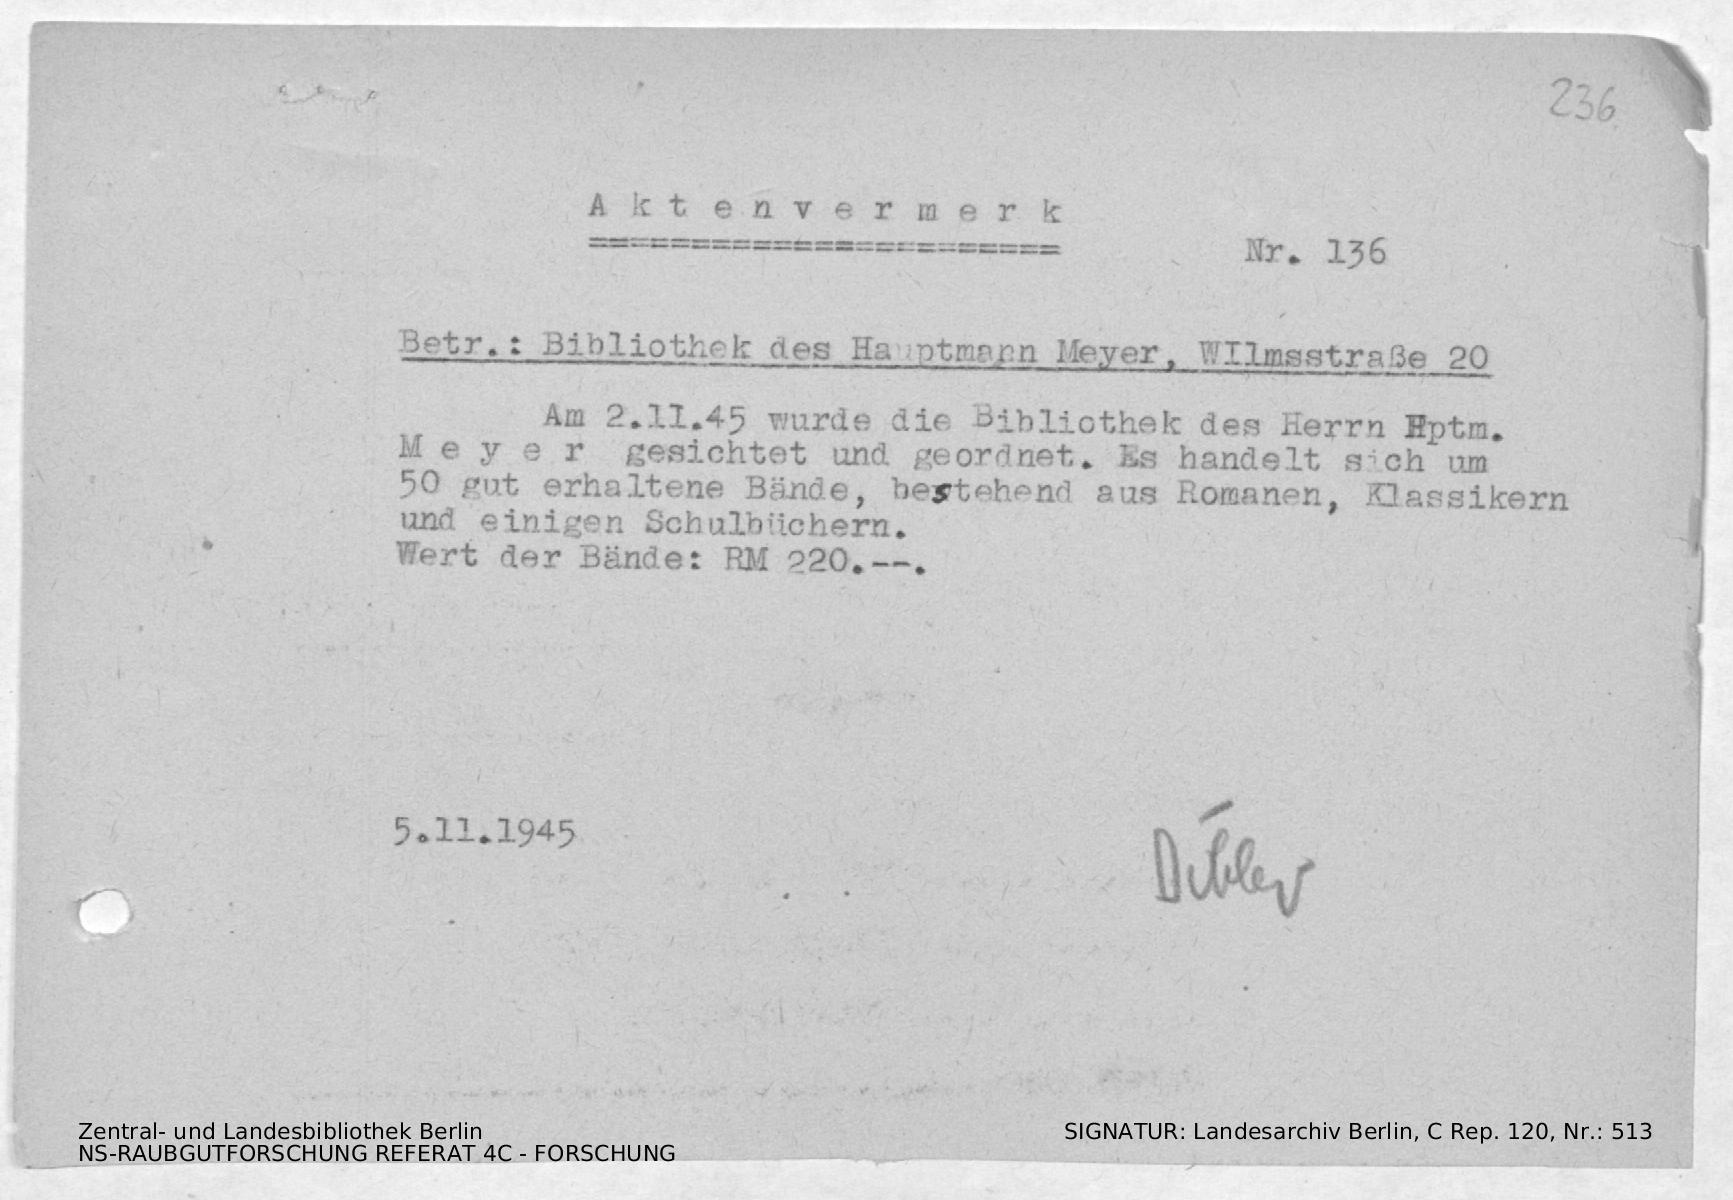 236
A k t e n v e r m e r k
=======================
Nr. 136
Betr.: Bibliothek des Hauptmann Meyer, WIlmsstraße 20
Am 2.11.45 wurde die Bibliothek des Herrn Hptm.
M e y e r gesichtet und geordnet. Es handelt sich um
50 gut erhaltene Bände, bestehend aus Romanen, Klassikern
und einigen Schulbüchern.
Wert der Bände: RM 220.--.
5.11.1945
Zentral- und Landesbibliothek Berlin
NS-RAUBGUTFORSCHUNG REFERAT 4C - FORSCHUNG
SIGNATUR: Landesarchiv Berlin, C Rep. 120, Nr.: 513